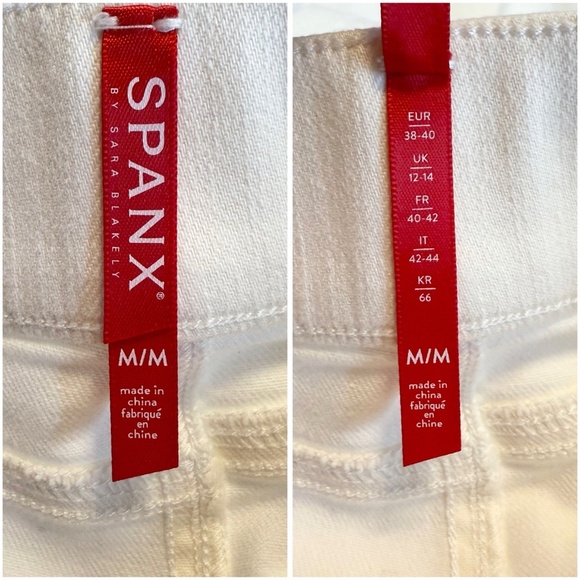 SPANX®
BY SARA BLAKELY
M/M
made in
china
fabriqué
en
chine
EUR
38-40
UK
12-14
FR
40-42
IT
42-44
KR
66
M/M
made in
china
fabriqué
en
chine